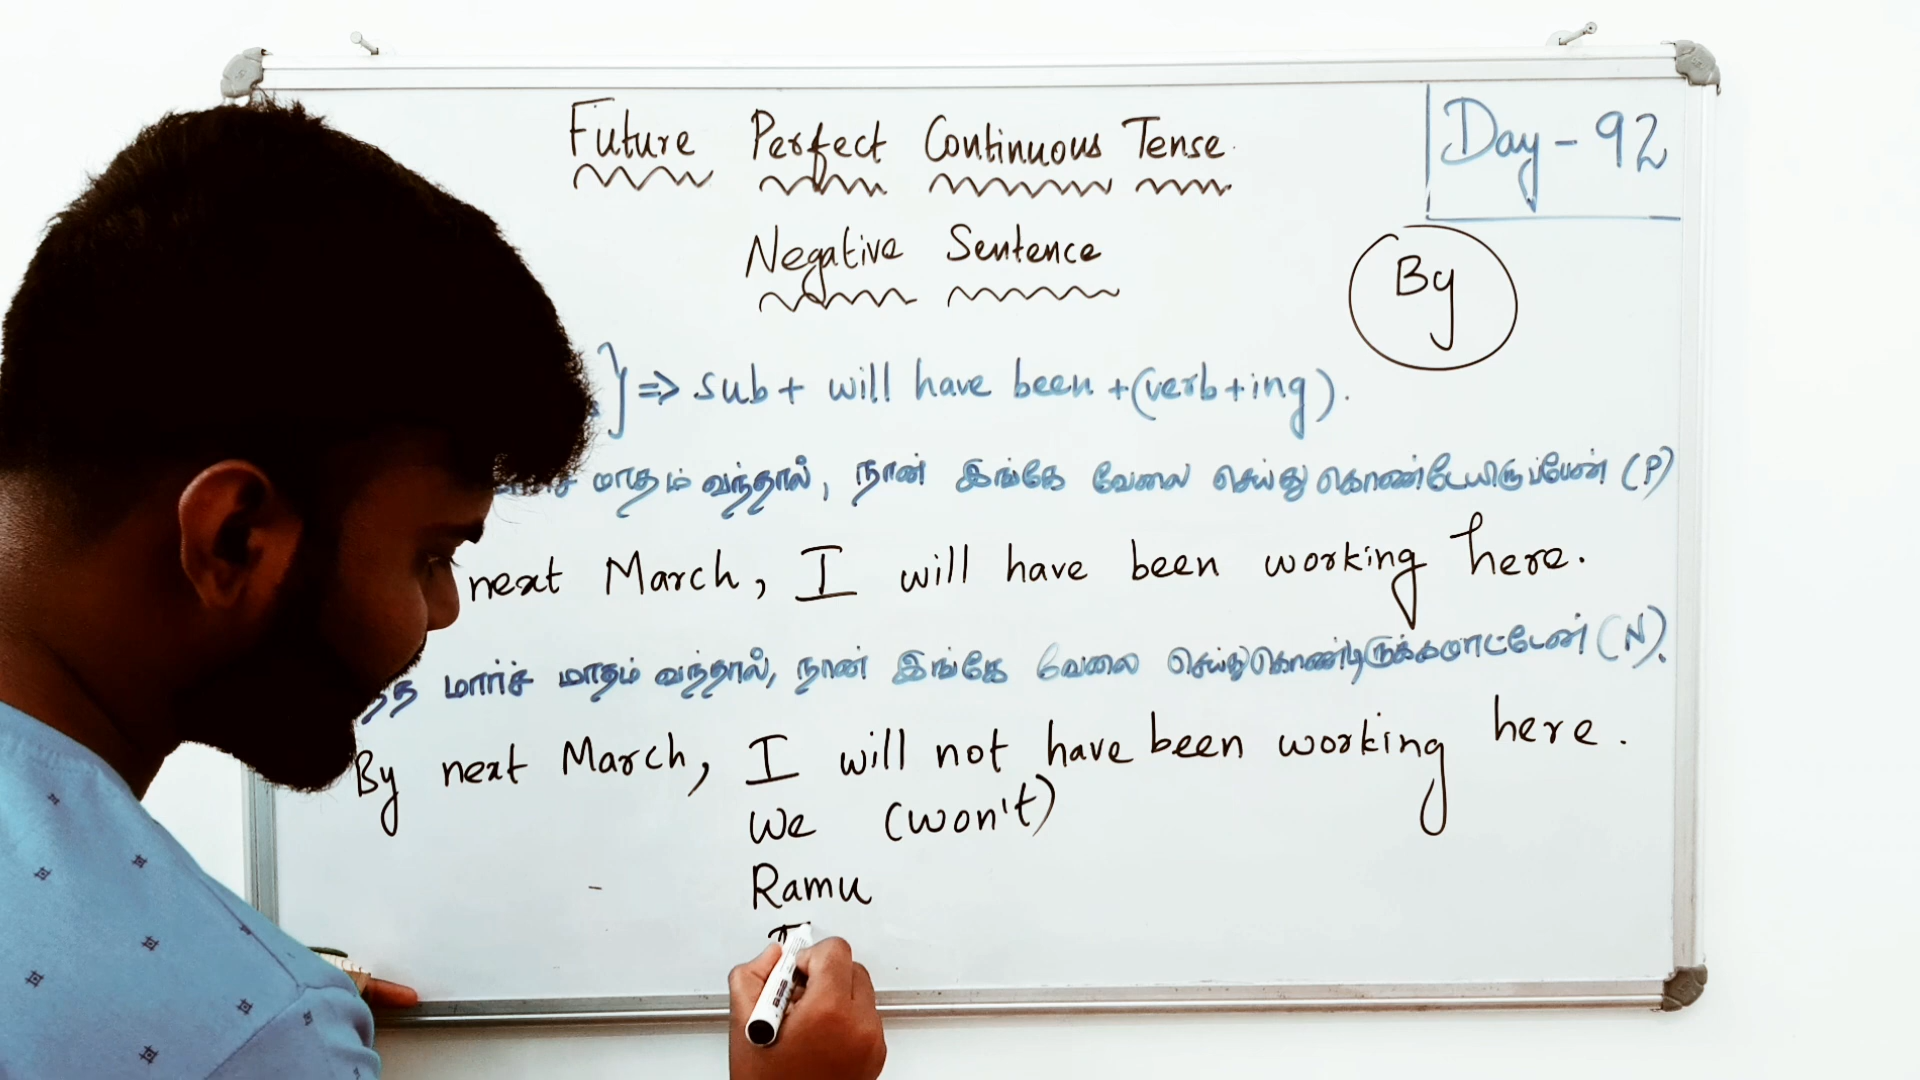 Future Perfect Continuous Tense.
Day - 92
Negative Sentence
By
=> sub + will have been + (verb+ing).
மாதம் வந்தால், நான் இங்கே வேலை செய்து கொண்டேயிருப்பேன் (P)
next March, I will have been working here.
மார்ச் மாதம் வந்தால், நான் இங்கே வேலை செய்துகொண்டிருக்கமாட்டேன் (N).
By next March, I will not have been working here.
We (won't)
Ramu